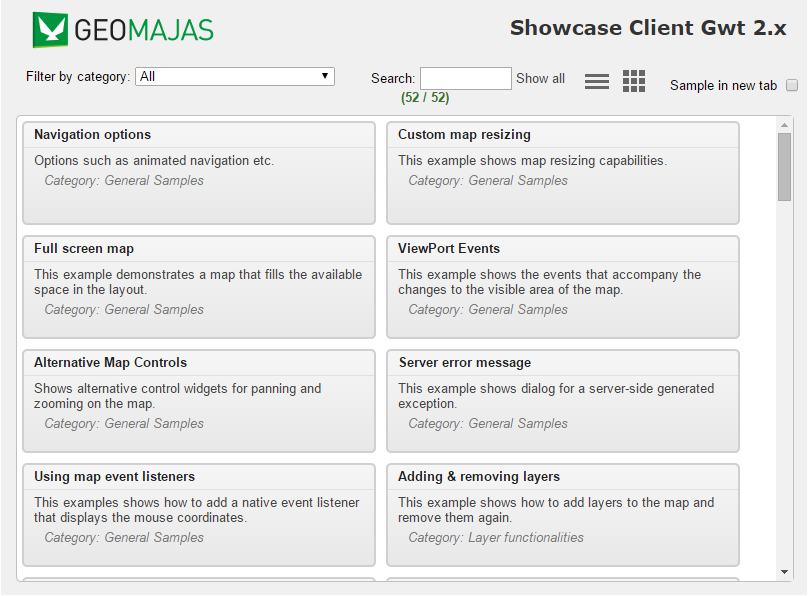 GEOMAJAS
Showcase Client Gwt 2.x
Filter by category: All
Search: Show all
(52 / 52)
Sample in new tab
Navigation options
Options such as animated navigation etc.
Category: General Samples
Custom map resizing
This example shows map resizing capabilities.
Category: General Samples
Full screen map
This example demonstrates a map that fills the available
space in the layout.
Category: General Samples
ViewPort Events
This example shows the events that accompany the
changes to the visible area of the map.
Category: General Samples
Alternative Map Controls
Shows alternative control widgets for panning and
zooming on the map.
Category: General Samples
Server error message
This example shows dialog for a server-side generated
exception.
Category: General Samples
Using map event listeners
This examples shows how to add a native event listener
that displays the mouse coordinates.
Category: General Samples
Adding & removing layers
This example shows how to add layers to the map and
remove them again.
Category: Layer functionalities